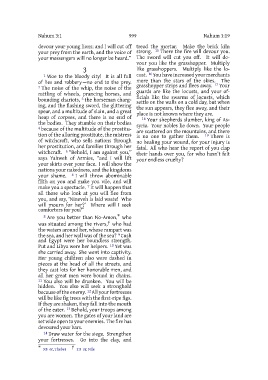 Nahum 3:1
999
Nahum 3:19
devour your young lions; and I will cut off
your prey from the earth, and the voice of
your messengers will no longer be heard.”
3
1 Woe to the bloody city! It is all full
of lies and robbery—no end to the prey.
2 The noise of the whip, the noise of the
rattling of wheels, prancing horses, and
bounding chariots, 3 the horseman charg-
ing, and the flashing sword, the glittering
spear, and a multitude of slain, and a great
heap of corpses, and there is no end of
the bodies. They stumble on their bodies
4 because of the multitude of the prostitu-
tion of the alluring prostitute, the mistress
of witchcraft, who sells nations through
her prostitution, and families through her
witchcraft. 5 “Behold, I am against you,”
says Yahweh of Armies, “and I will lift
your skirts over your face. I will show the
nations your nakedness, and the kingdoms
your shame. 6 I will throw abominable
filth on you and make you vile, and will
make you a spectacle. 7 It will happen that
all those who look at you will flee from
you, and say, ‘Nineveh is laid waste! Who
will mourn for her?’ Where will I seek
comforters for you?”
8 Are you better than No-Amon,* who
was situated among the rivers,† who had
the waters around her, whose rampart was
the sea, and her wall was of the sea? 9 Cush
and Egypt were her boundless strength.
Put and Libya were her helpers. 10 Yet was
she carried away. She went into captivity.
Her young children also were dashed in
pieces at the head of all the streets, and
they cast lots for her honorable men, and
all her great men were bound in chains.
11 You also will be drunken. You will be
hidden. You also will seek a stronghold
because of the enemy. 12 All your fortresses
will be like fig trees with the first-ripe figs.
If they are shaken, they fall into the mouth
of the eater. 13 Behold, your troops among
you are women. The gates of your land are
set wide open to your enemies. The fire has
devoured your bars.
14 Draw water for the siege. Strengthen
your fortresses. Go into the clay, and
tread the mortar. Make the brick kiln
strong. 15 There the fire will devour you.
The sword will cut you off. It will de-
vour you like the grasshopper. Multiply
like grasshoppers. Multiply like the lo-
cust. 16 You have increased your merchants
more than the stars of the skies. The
grasshopper strips and flees away. 17 Your
guards are like the locusts, and your of-
ficials like the swarms of locusts, which
settle on the walls on a cold day, but when
the sun appears, they flee away, and their
place is not known where they are.
18 Your shepherds slumber, king of As-
syria. Your nobles lie down. Your people
are scattered on the mountains, and there
is no one to gather them. 19 There is
no healing your wound, for your injury is
fatal. All who hear the report of you clap
their hands over you, for who hasn’t felt
your endless cruelty?